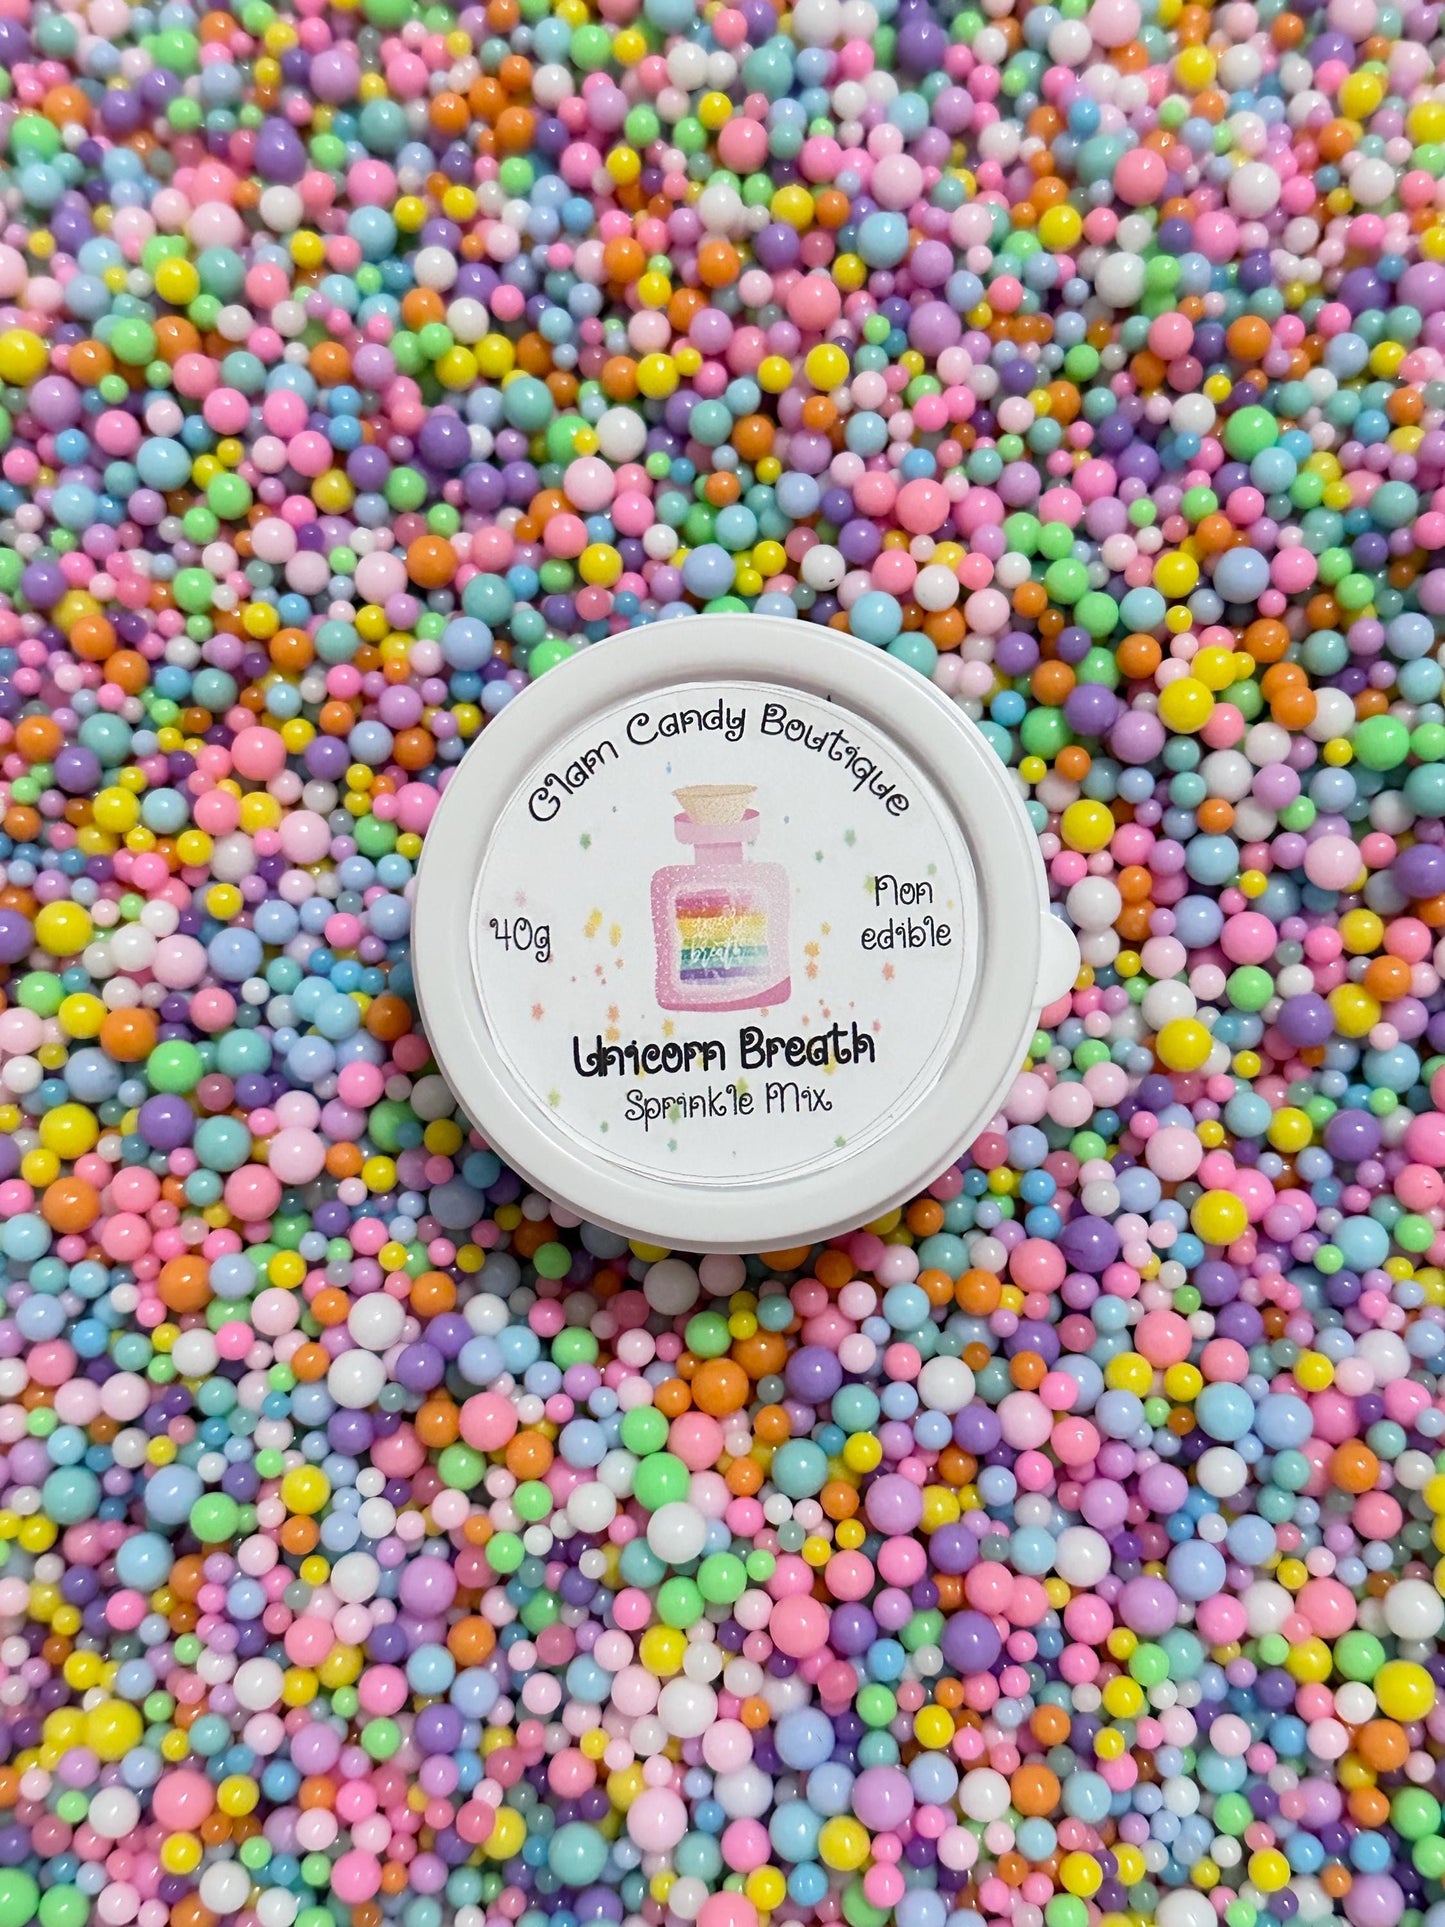 Glam Candy Boutique
40g
Non
edible
Unicorn Breath
Sprinkle Mix